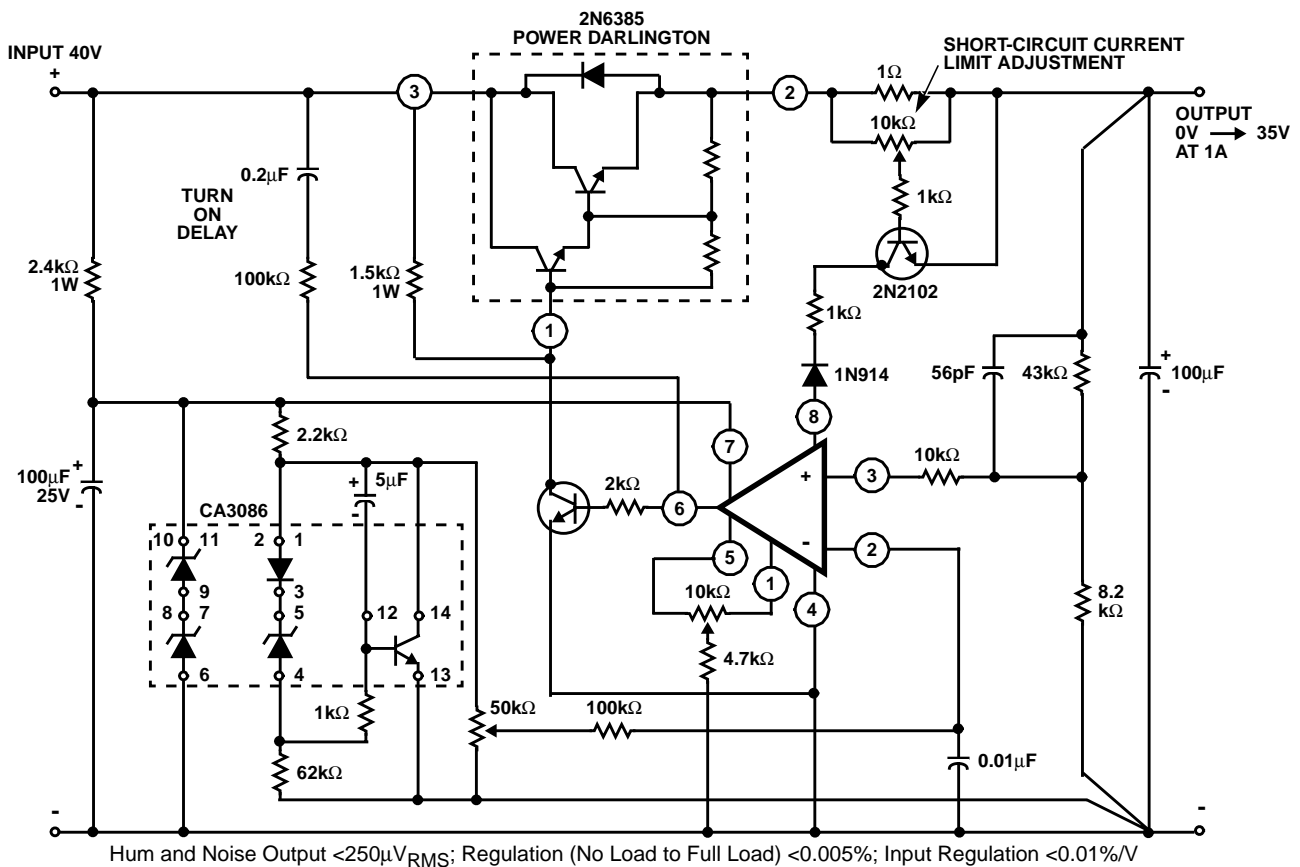 2N6385
POWER DARLINGTON
INPUT 40V
+
SHORT-CIRCUIT CURRENT
LIMIT ADJUSTMENT
3
2
1Ω
10kΩ
OUTPUT
0V → 35V
AT 1A
0.2μF
TURN
ON
DELAY
1kΩ
2.4kΩ
1W
100kΩ
1.5kΩ
1W
2N2102
1kΩ
1
1N914
56pF
43kΩ
+
100μF
-
8
7
2.2kΩ
+
3
10kΩ
100μF
25V
+
-
5μF
+
-
2kΩ
6
CA3086
-
2
5
1
4
10
11
2
1
9
3
8
7
5
12
14
6
4
13
10kΩ
4.7kΩ
8.2
kΩ
1kΩ
50kΩ
100kΩ
62kΩ
0.01μF
-
-
Hum and Noise Output <250μVRMS; Regulation (No Load to Full Load) <0.005%; Input Regulation <0.01%/V